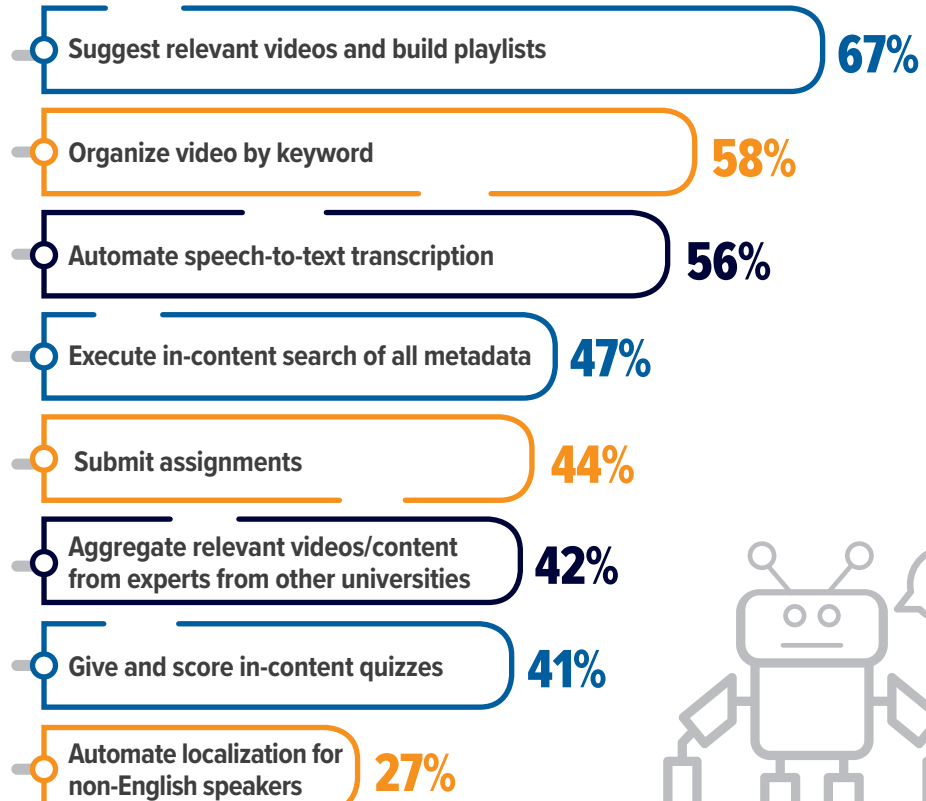 Suggest relevant videos and build playlists
67%
Organize video by keyword
58%
Automate speech-to-text transcription
56%
Execute in-content search of all metadata
47%
Submit assignments
44%
Aggregate relevant videos/content
from experts from other universities
42%
Give and score in-content quizzes
41%
Automate localization for
non-English speakers
27%